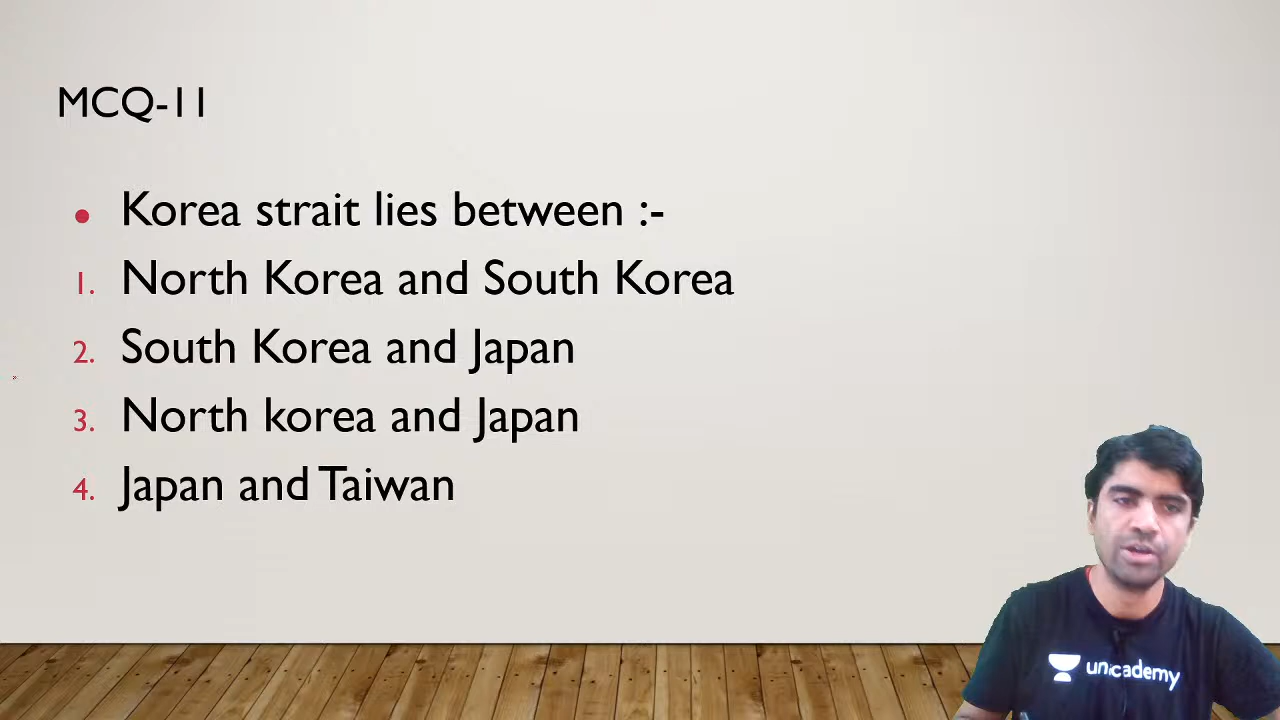 MCQ-11
• Korea strait lies between :-
1. North Korea and South Korea
2. South Korea and Japan
3. North korea and Japan
4. Japan and Taiwan
unacademy